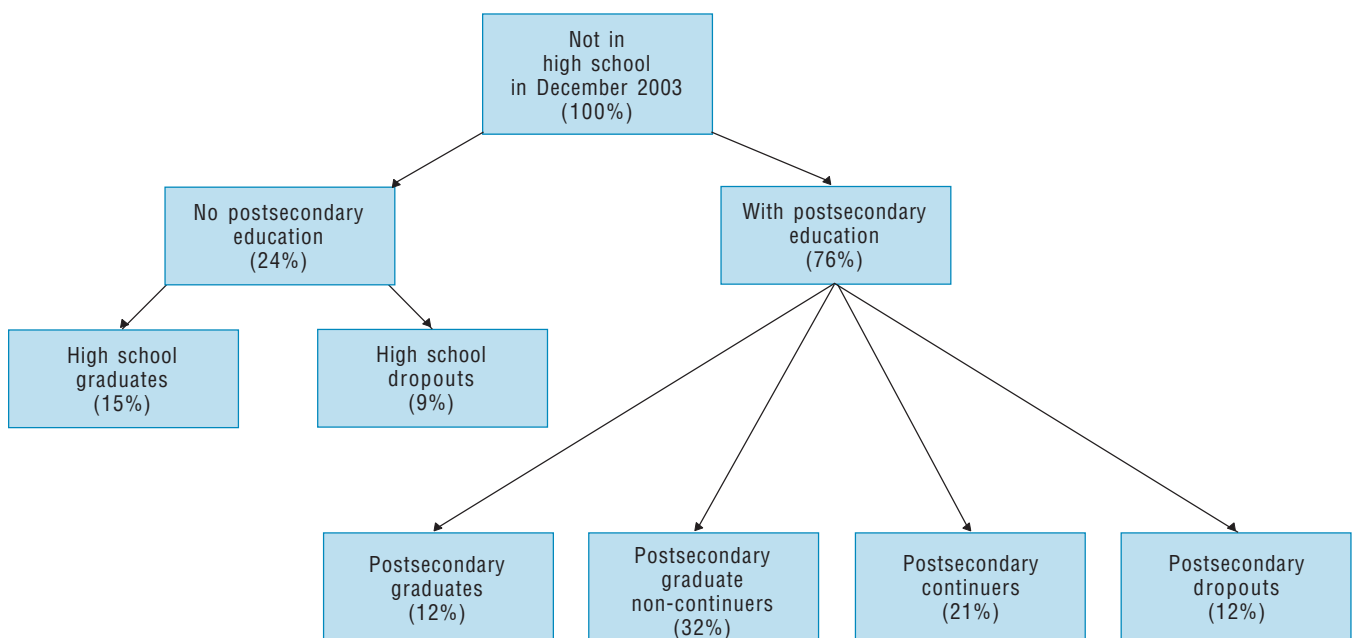 Not in
high school
in December 2003
(100%)
No postsecondary
education
(24%)
With postsecondary
education
(76%)
High school
graduates
(15%)
High school
dropouts
(9%)
Postsecondary
graduates
(12%)
Postsecondary
graduate
non-continuers
(32%)
Postsecondary
continuers
(21%)
Postsecondary
dropouts
(12%)